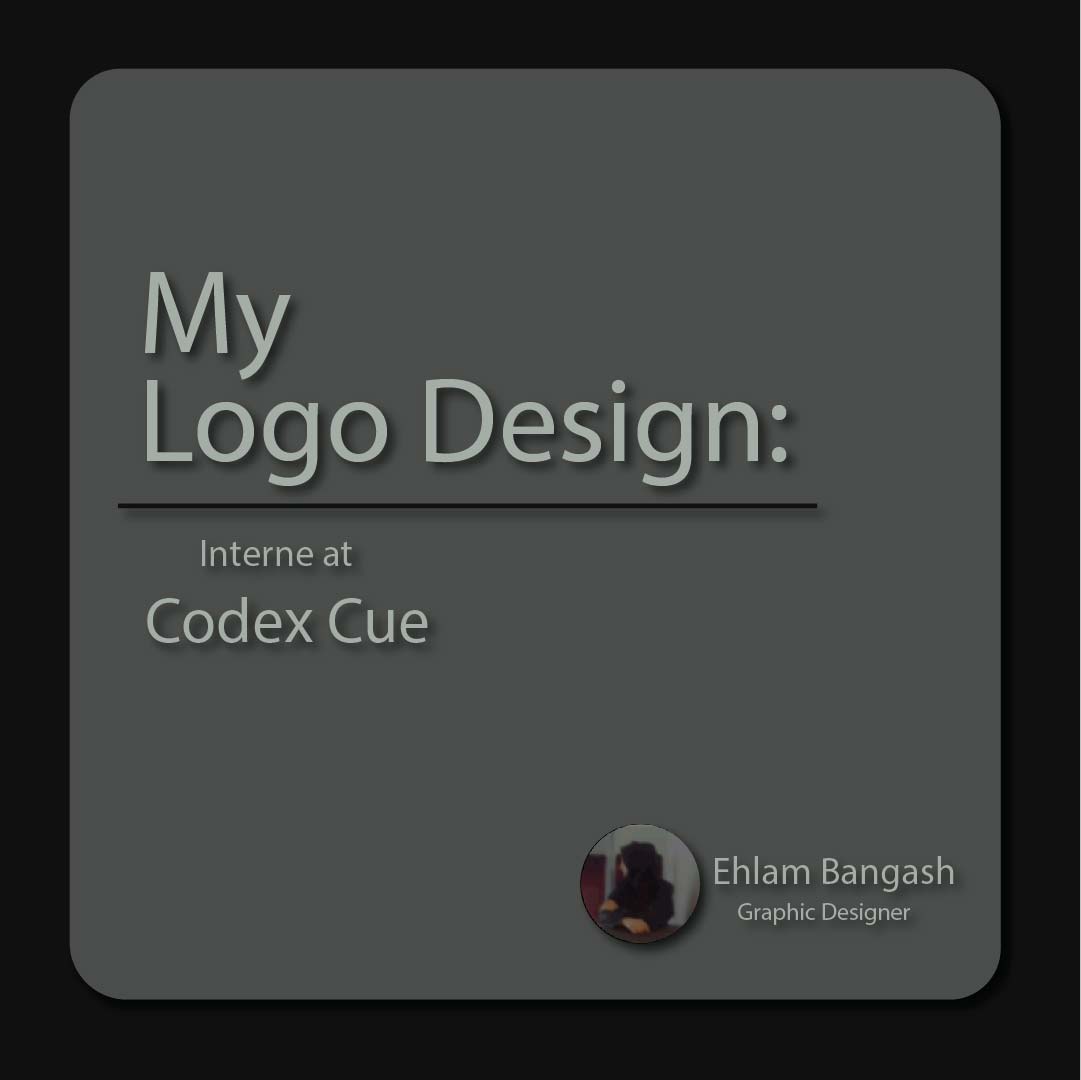 My
Logo Design:
Interne at
Codex Cue
Ehlam Bangash
Graphic Designer